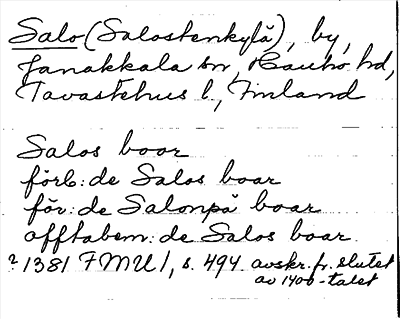 Salo (Salostenkylä), by,
Janakkala sn, Hauho hd,
Tavastehus l., Finland
Salos boar
förb: de Salos boar
för: de Salonpä boar
offtabem: de Salos boar
? 1381 FMU 1, s. 494 avskr. fr. slutet
av 1400-talet